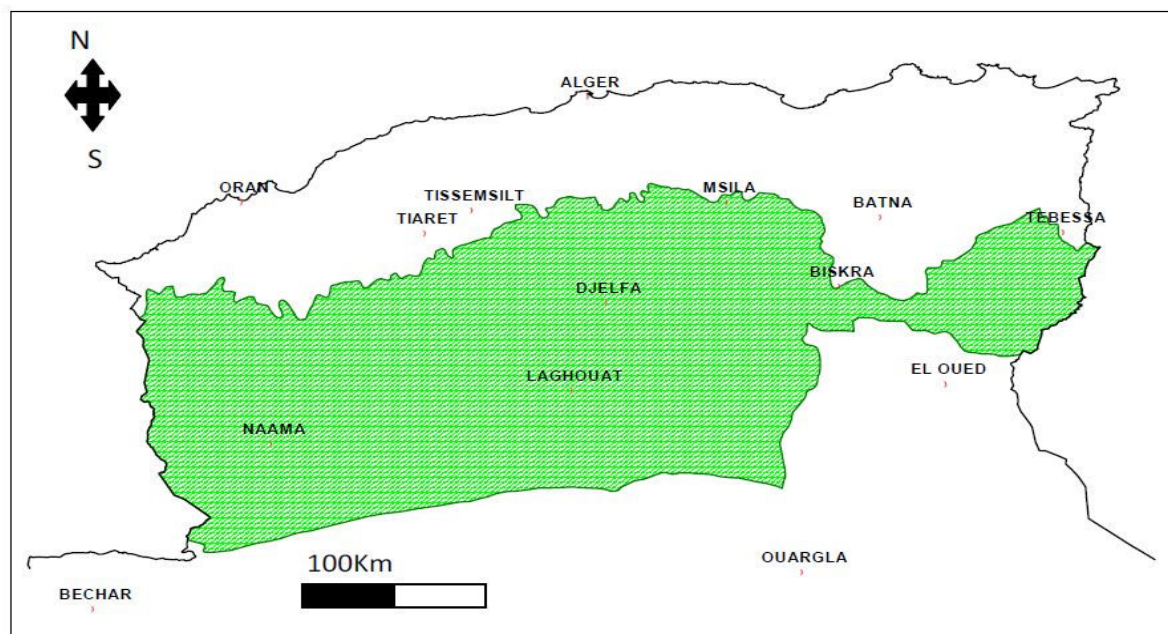 N
S
ALGER
ORAN
TISSEMSILT
MSILA
TIARET
BATNA
TEBESSA
BISKRA
DJELFA
LAGHOUAT
EL OUED
NAAMA
OUARGLA
100Km
BECHAR